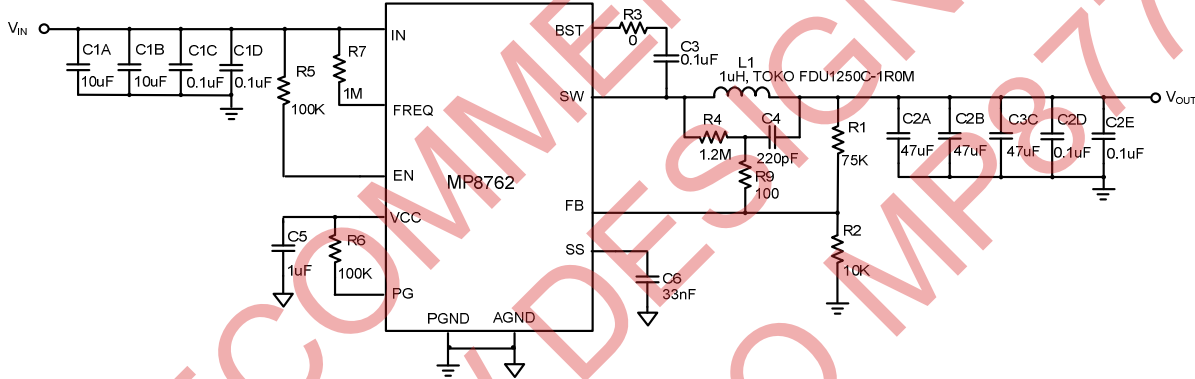 VIN
C1A
10uF
C1B
10uF
C1C
0.1uF
C1D
0.1uF
R5
100K
R7
1M
IN
FREQ
EN
VCC
PG
PGND
AGND
MP8762
BST
SW
FB
SS
C5
1uF
R6
100K
R3
0
C3
0.1uF
L1
1uH, TOKO FDU1250C-1R0M
R4
1.2M
C4
220pF
R9
100
R1
75K
R2
10K
C6
33nF
C2A
47uF
C2B
47uF
C3C
47uF
C2D
0.1uF
C2E
0.1uF
VOUT
ECOMME
DESIGN
O MP877